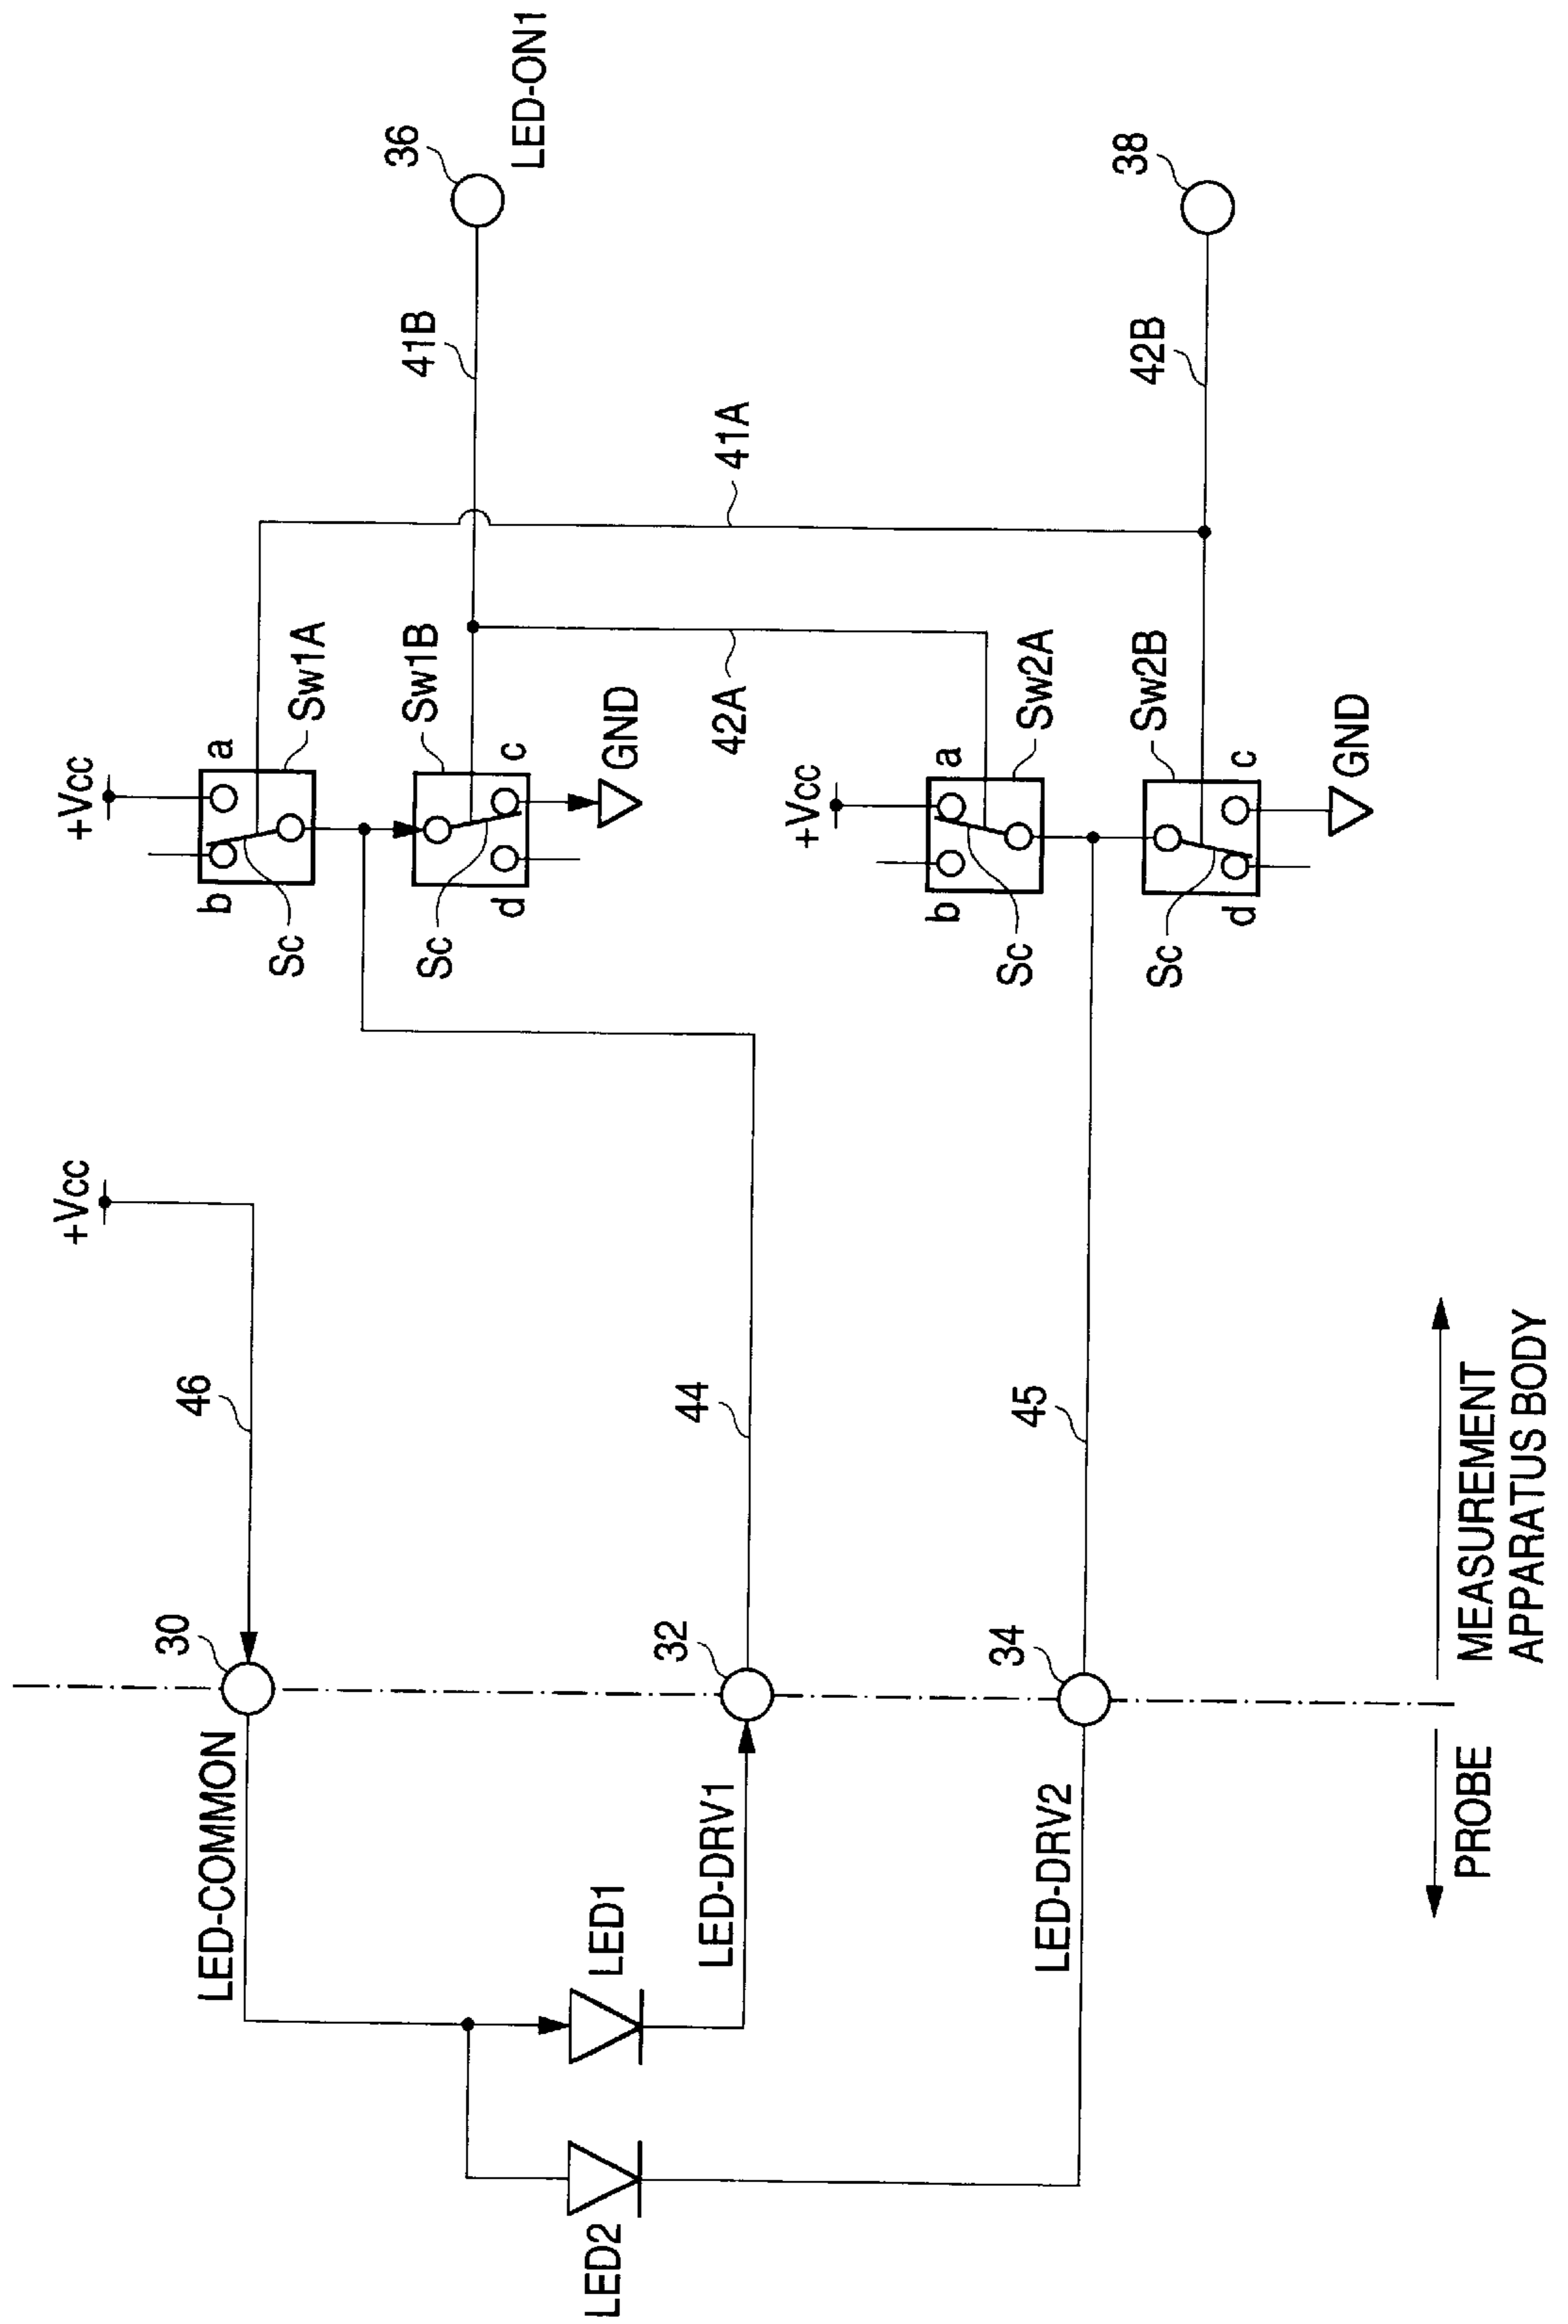 LED-ON1
36
38
41B
42B
41A
+Vcc
a
Sw1A
b
Sc
Sw1B
c
GND
d
Sc
42A
+Vcc
a
Sw2A
b
Sc
Sw2B
c
GND
d
Sc
+Vcc
46
44
45
30
32
34
MEASUREMENT
APPARATUS BODY
PROBE
LED-COMMON
LED-DRV1
LED-DRV2
LED1
LED2